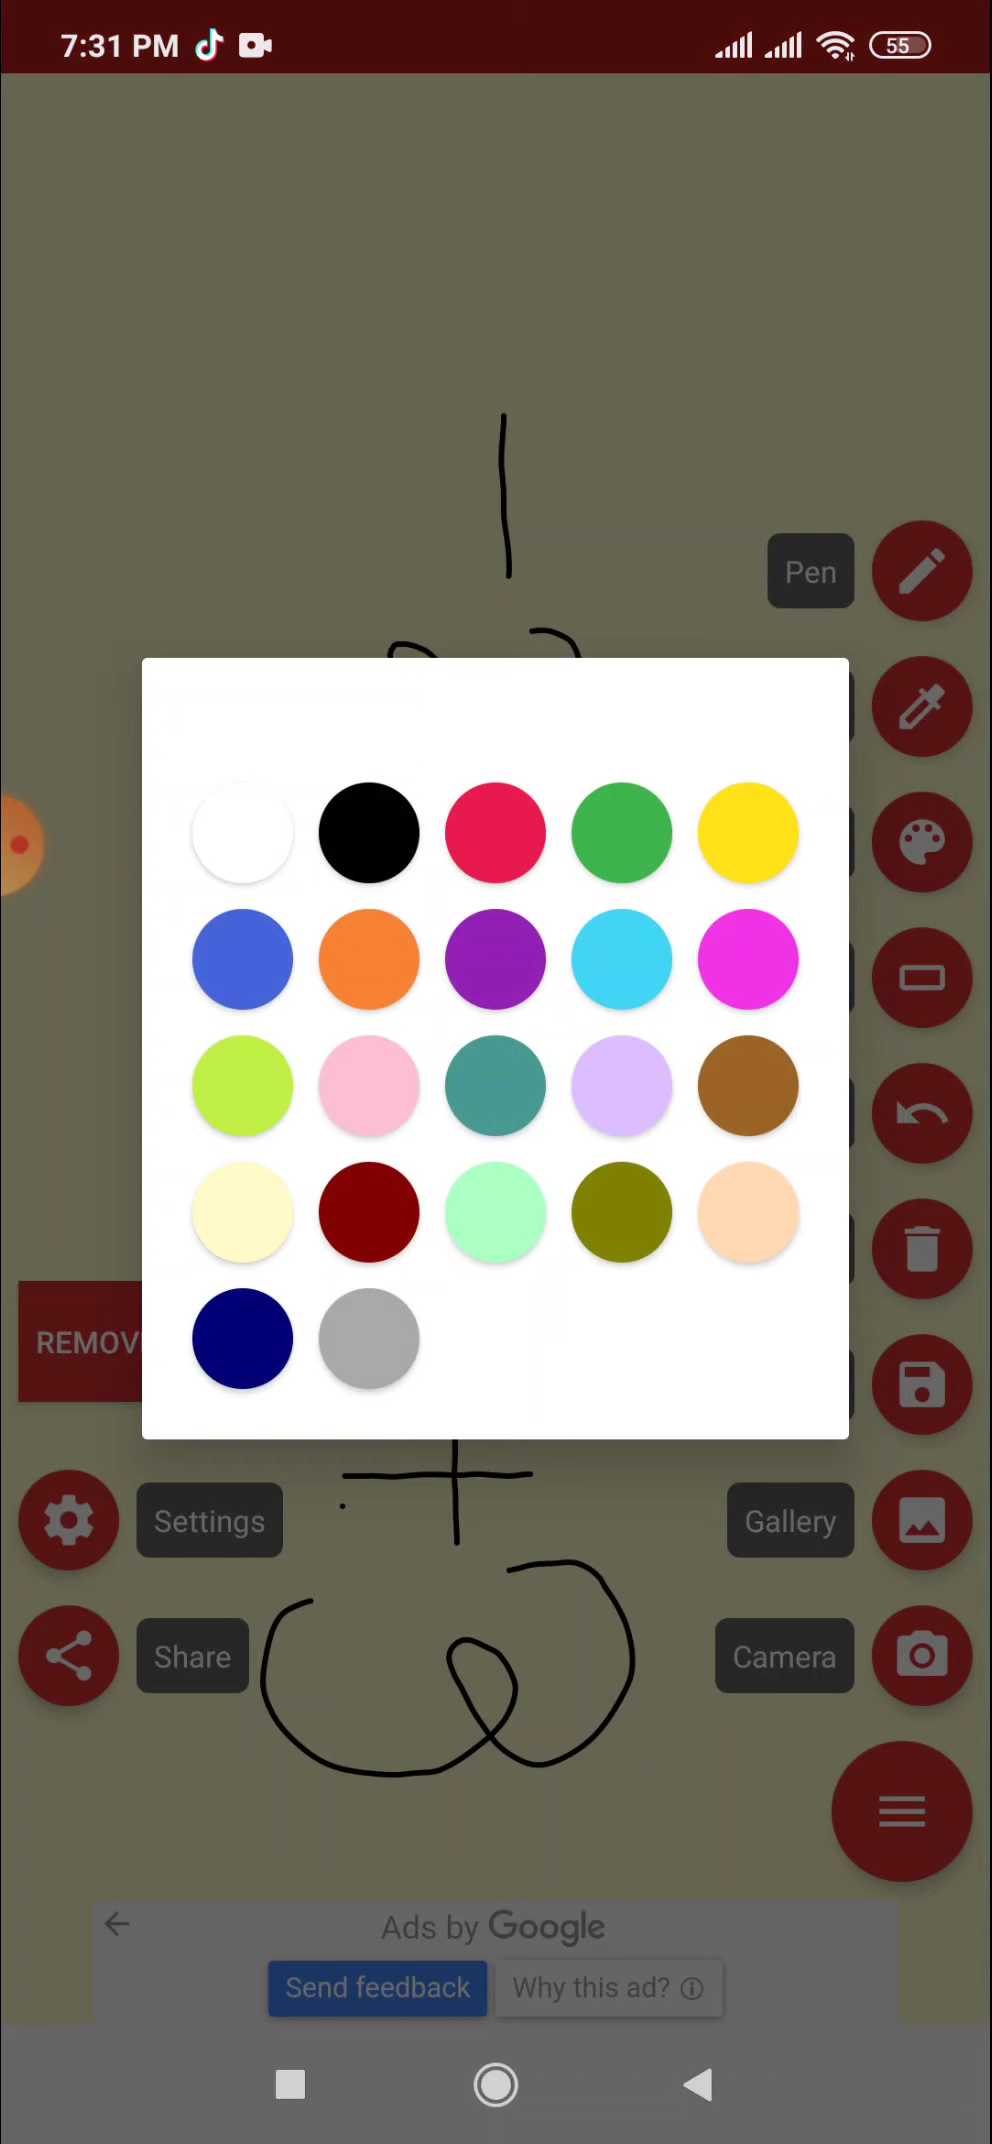 7:31 PM
55
Pen
REMOV
Settings
Gallery
Share
Camera
Ads by Google
Send feedback
Why this ad?